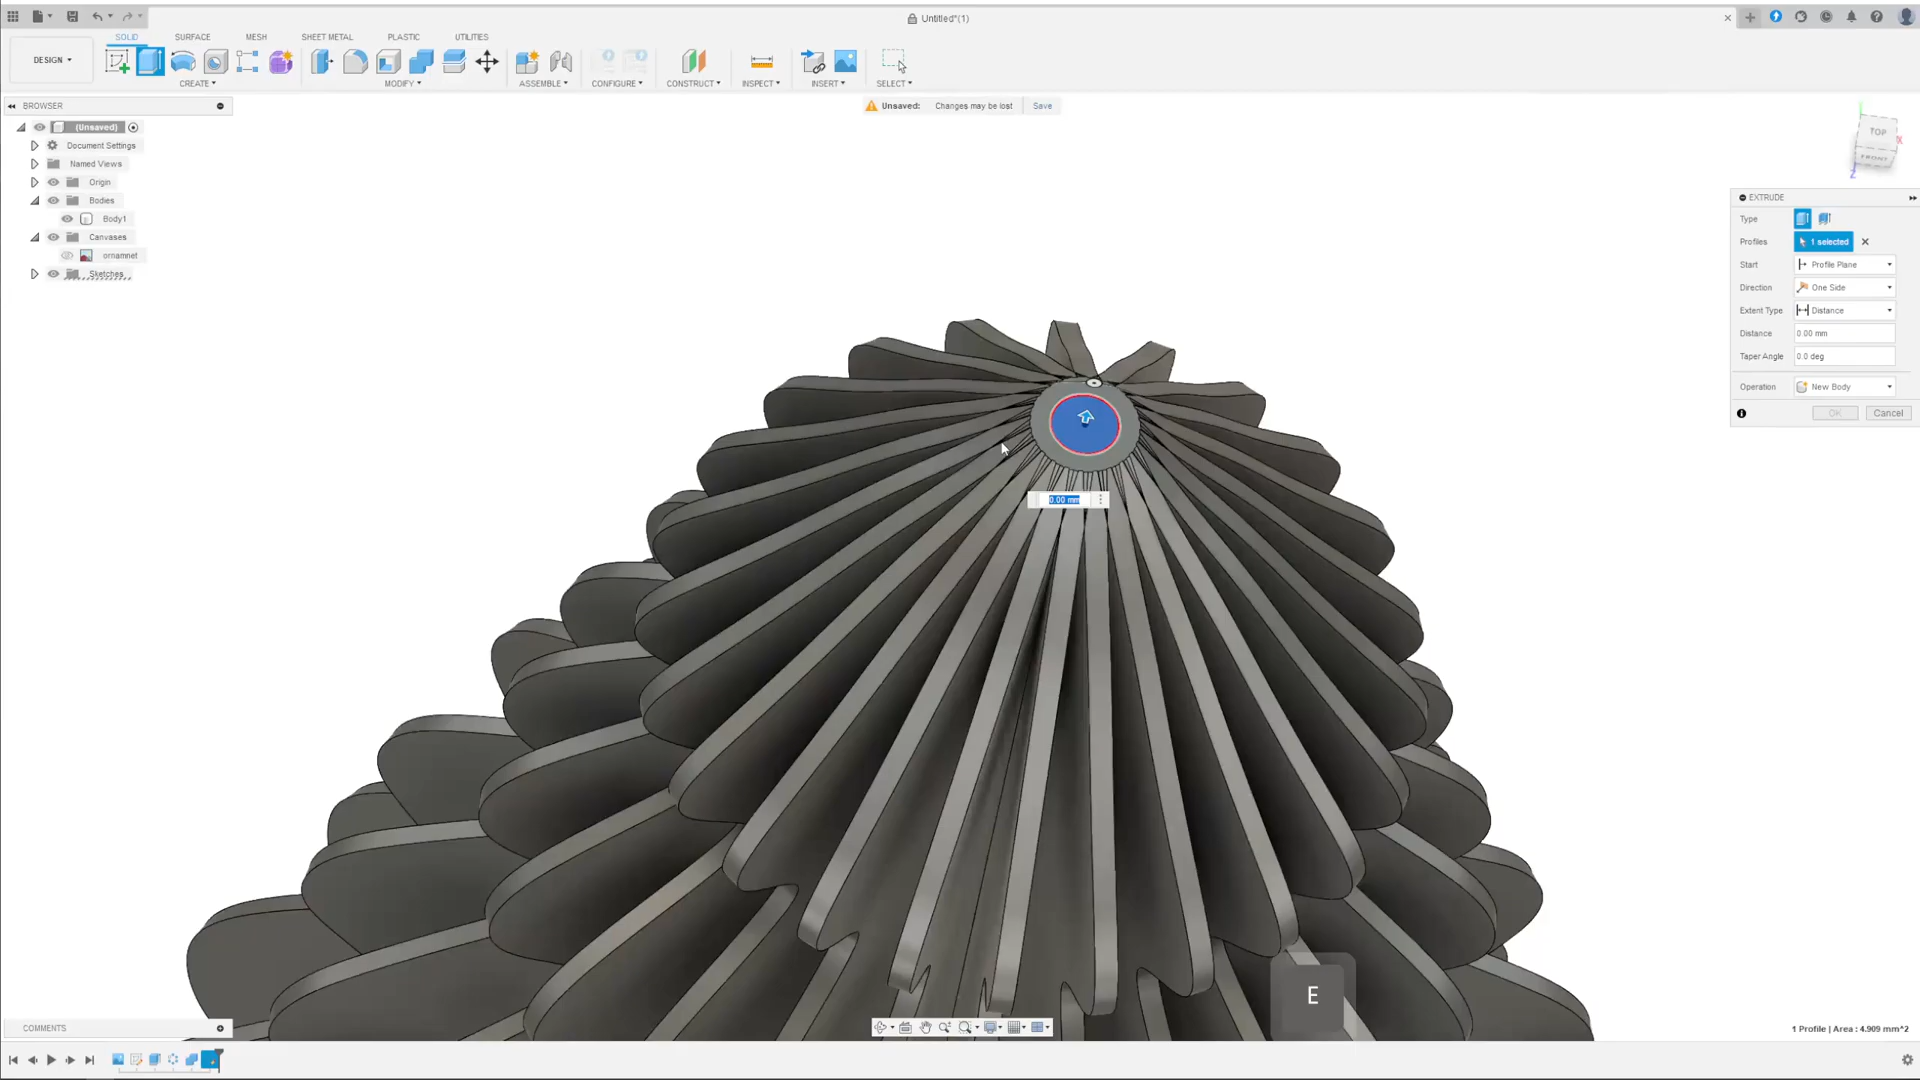 Untitled*(1)
DESIGN
SOLID SURFACE MESH SHEET METAL PLASTIC UTILITIES
CREATE MODIFY ASSEMBLE CONFIGURE CONSTRUCT INSPECT INSERT SELECT
BROWSER
Unsaved: Changes may be lost Save
(Unsaved)
Document Settings
Named Views
Origin
Bodies
Body1
Canvases
ornamnet
Sketches
TOP
FRONT
X
Z
EXTRUDE
Type
Profiles 1 selected
Start Profile Plane
Direction One Side
Extent Type Distance
Distance 0.00 mm
Taper Angle 0.0 deg
Operation New Body
OK Cancel
0.00 mm
E
COMMENTS
1 Profile | Area : 4.909 mm^2